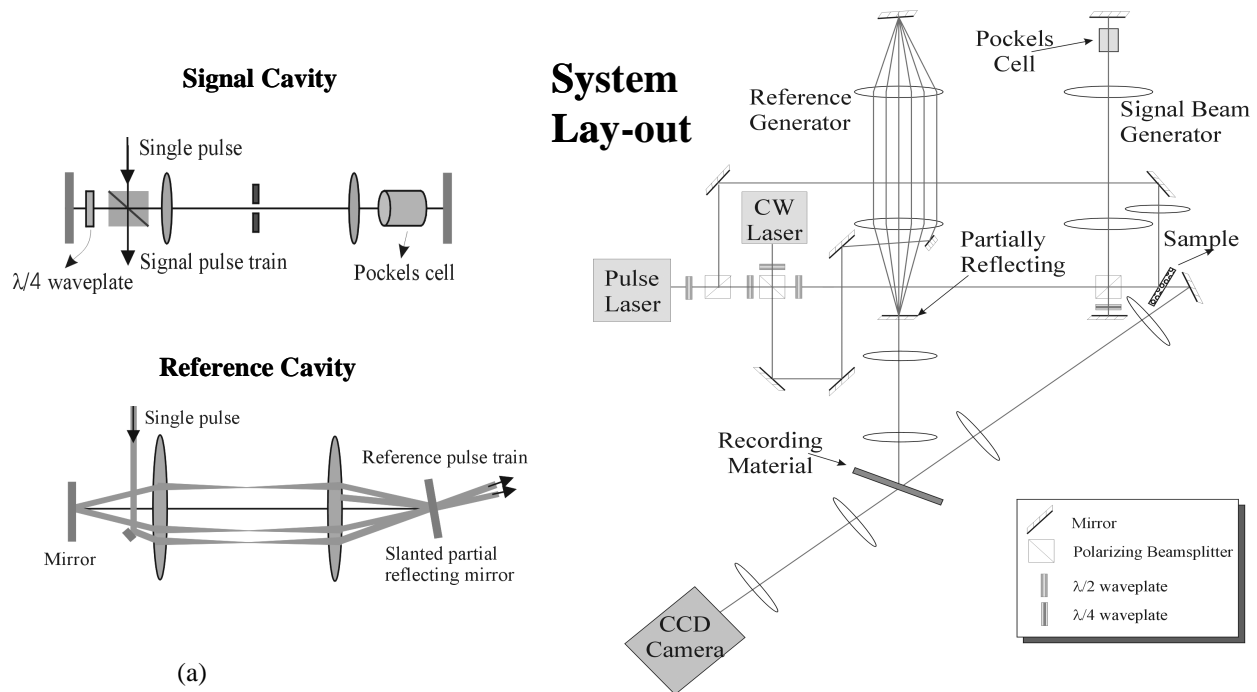 Signal Cavity
Single pulse
Signal pulse train
λ/4 waveplate
Pockels cell
Reference Cavity
Single pulse
Reference pulse train
Mirror
Slanted partial
reflecting mirror
(a)
System
Lay-out
Pockels
Cell
Reference
Generator
Signal Beam
Generator
CW
Laser
Partially
Reflecting
Sample
Pulse
Laser
Recording
Material
CCD
Camera
Mirror
Polarizing Beamsplitter
λ/2 waveplate
λ/4 waveplate